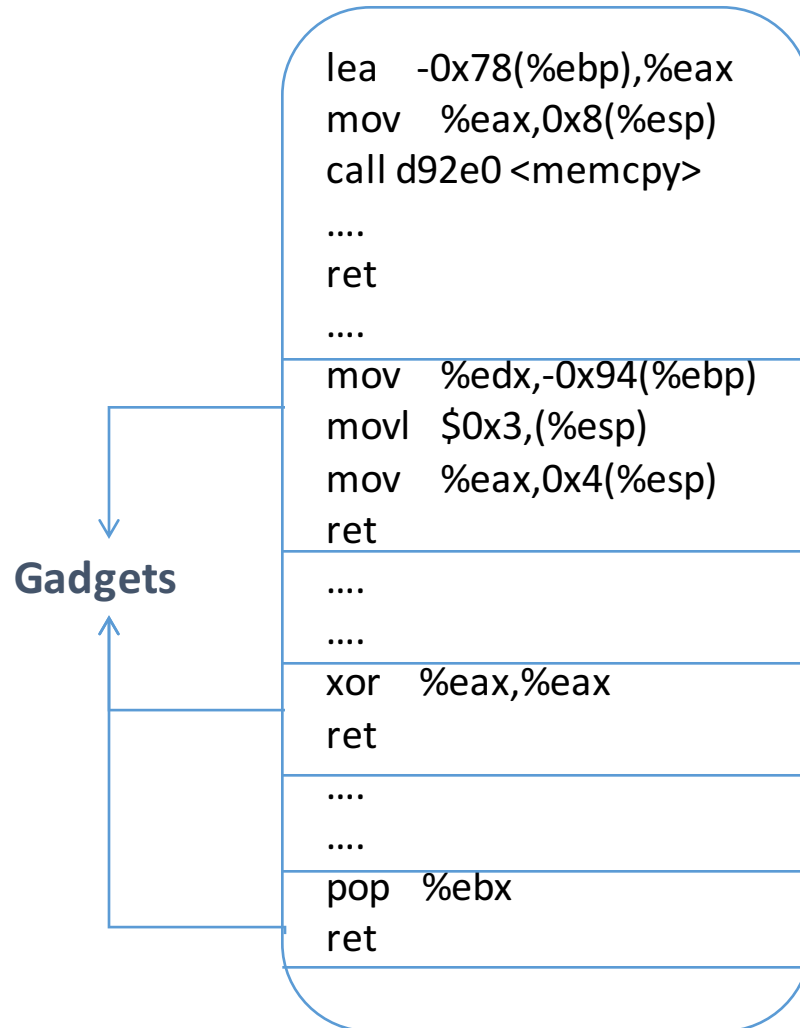 lea -0x78(%ebp),%eax
mov %eax,0x8(%esp)
call d92e0 <memcpy>
....
ret
....
mov %edx,-0x94(%ebp)
movl $0x3,(%esp)
mov %eax,0x4(%esp)
ret
Gadgets
....
....
xor %eax,%eax
ret
....
....
pop %ebx
ret